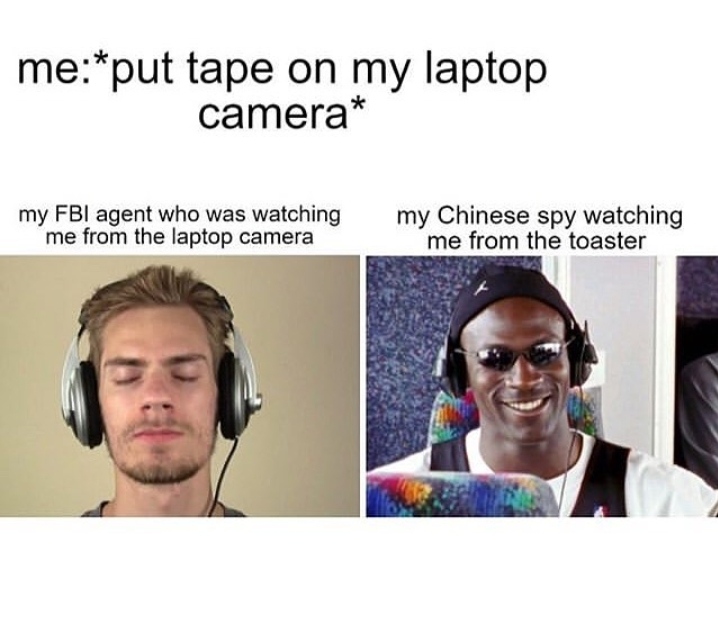 me:*put tape on my laptop
camera*
my FBI agent who was watching
me from the laptop camera
my Chinese spy watching
me from the toaster